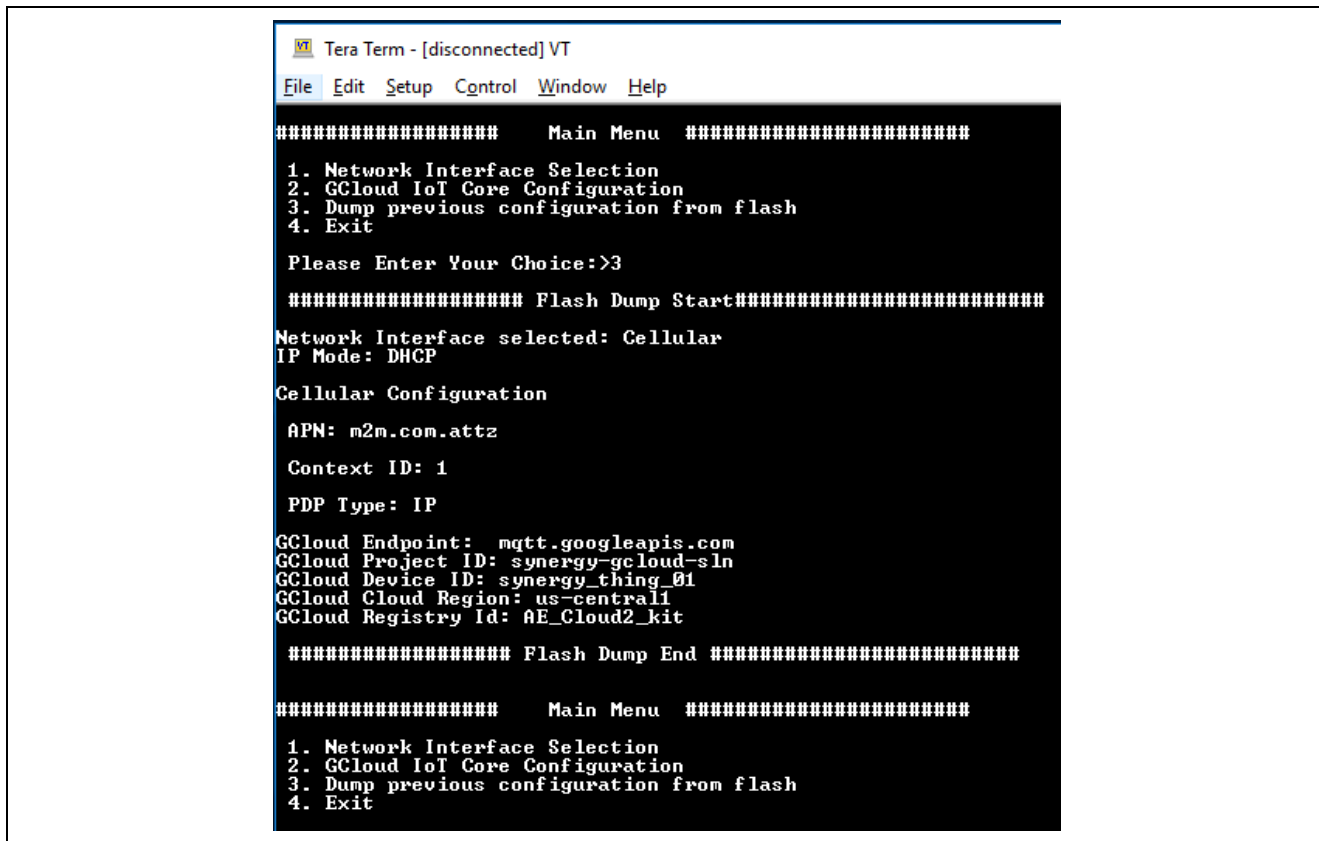 Tera Term - [disconnected] VT
File Edit Setup Control Window Help
################## Main Menu #######################
1. Network Interface Selection
2. GCloud IoT Core Configuration
3. Dump previous configuration from flash
4. Exit
Please Enter Your Choice:>3
################### Flash Dump Start#########################
Network Interface selected: Cellular
IP Mode: DHCP
Cellular Configuration
APN: m2m.com.attz
Context ID: 1
PDP Type: IP
GCloud Endpoint: mqtt.googleapis.com
GCloud Project ID: synergy-gcloud-sln
GCloud Device ID: synergy_thing_01
GCloud Cloud Region: us-central1
GCloud Registry Id: AE_Cloud2_kit
################## Flash Dump End #########################
################## Main Menu #######################
1. Network Interface Selection
2. GCloud IoT Core Configuration
3. Dump previous configuration from flash
4. Exit